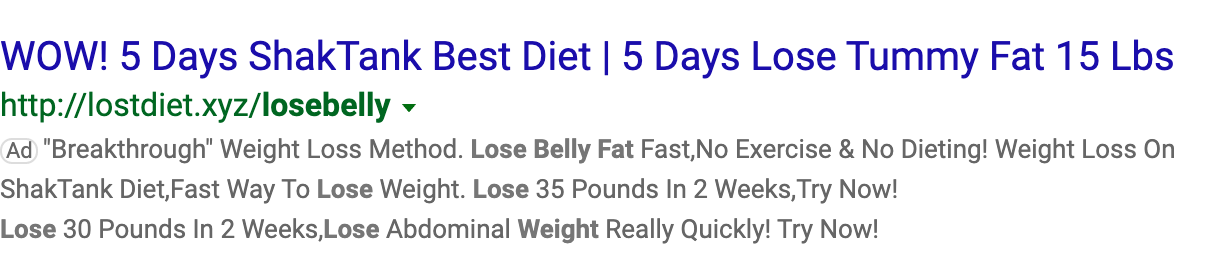 WOW! 5 Days ShakTank Best Diet | 5 Days Lose Tummy Fat 15 Lbs
http://lostdiet.xyz/losebelly
Ad "Breakthrough" Weight Loss Method. Lose Belly Fat Fast,No Exercise & No Dieting! Weight Loss On
ShakTank Diet,Fast Way To Lose Weight. Lose 35 Pounds In 2 Weeks,Try Now!
Lose 30 Pounds In 2 Weeks,Lose Abdominal Weight Really Quickly! Try Now!